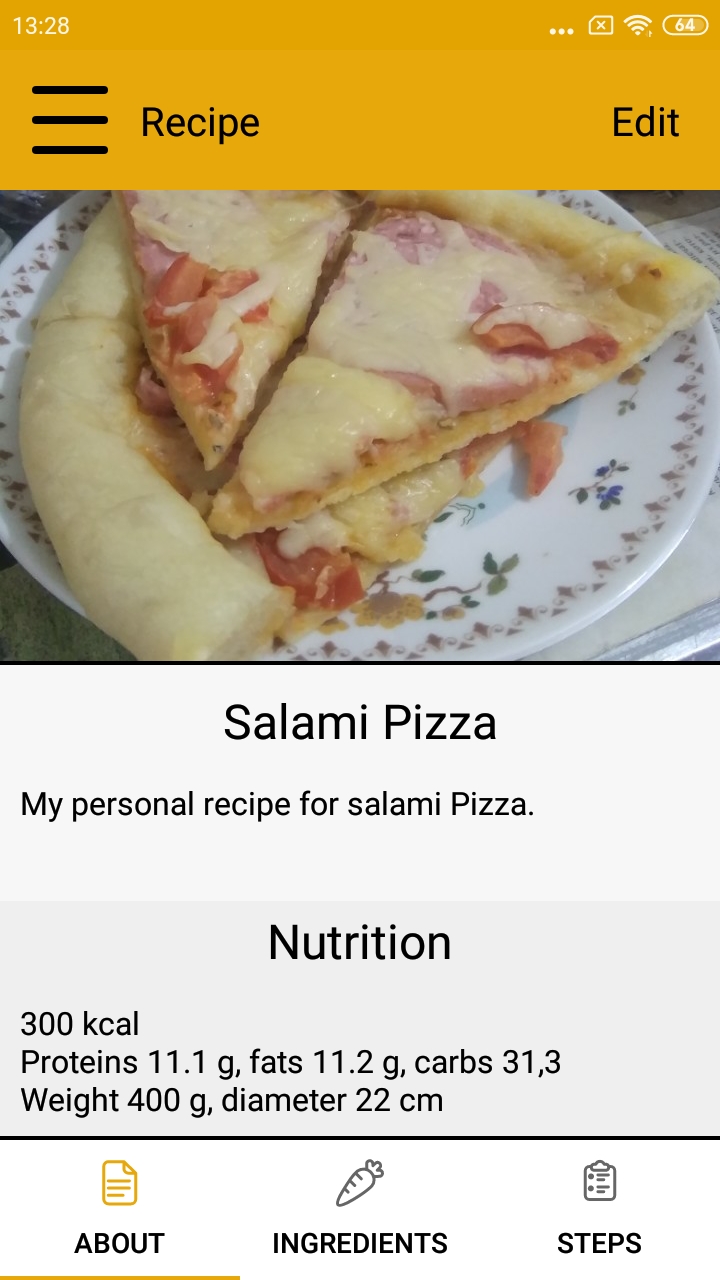 13:28
64
Recipe
Edit
Salami Pizza
My personal recipe for salami Pizza.
Nutrition
300 kcal
Proteins 11.1 g, fats 11.2 g, carbs 31,3
Weight 400 g, diameter 22 cm
ABOUT
INGREDIENTS
STEPS